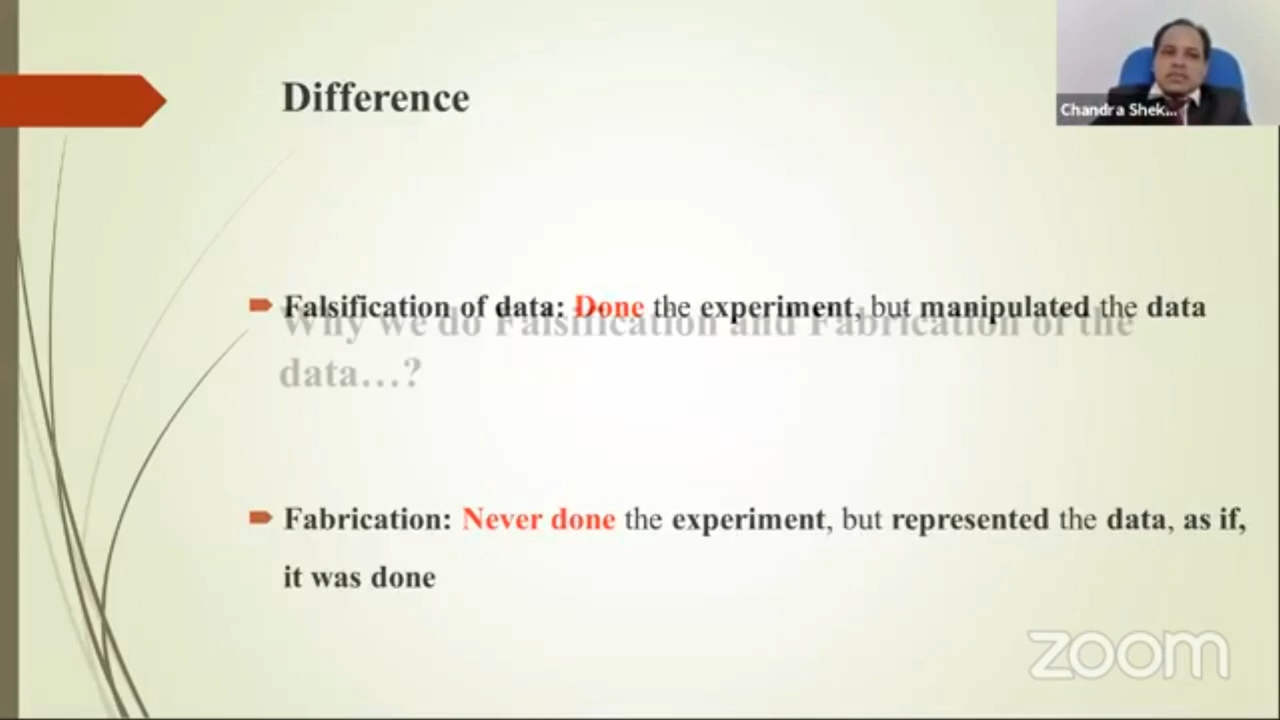 Difference
Chandra Shek...
Falsification of data: Done the experiment, but manipulated the data
Why we do Falsification and Fabrication of the
data...?
Fabrication: Never done the experiment, but represented the data, as if,
it was done
zoom